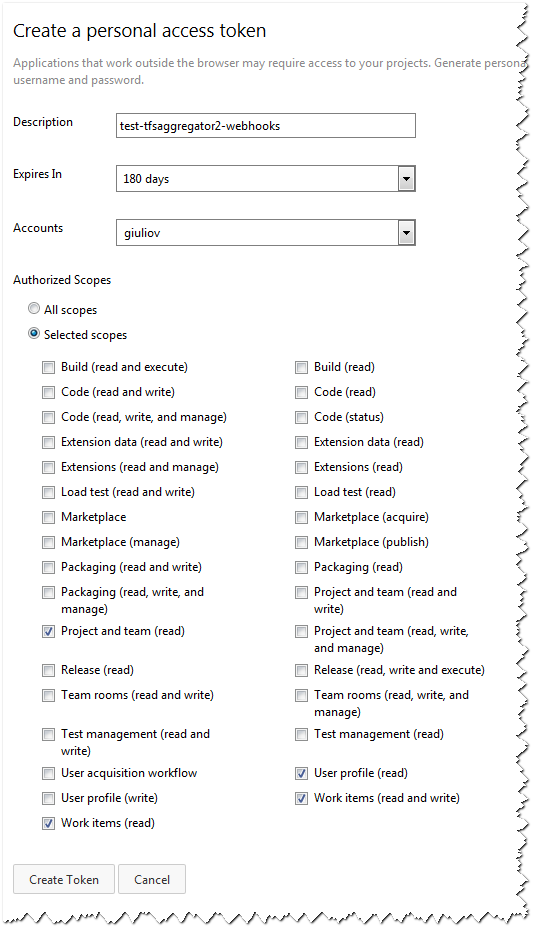 Create a personal access token
Applications that work outside the browser may require access to your projects. Generate persona
username and password.
Description
test-tfsaggregator2-webhooks
Expires In
180 days
Accounts
giuliov
Authorized Scopes
All scopes
Selected scopes
Build (read and execute)
Build (read)
Code (read and write)
Code (read)
Code (read, write, and manage)
Code (status)
Extension data (read and write)
Extension data (read)
Extensions (read and manage)
Extensions (read)
Load test (read and write)
Load test (read)
Marketplace
Marketplace (acquire)
Marketplace (manage)
Marketplace (publish)
Packaging (read and write)
Packaging (read)
Packaging (read, write, and
manage)
Project and team (read and
write)
Project and team (read)
Project and team (read, write,
and manage)
Release (read)
Release (read, write and execute)
Team rooms (read and write)
Team rooms (read, write, and
manage)
Test management (read and
write)
Test management (read)
User acquisition workflow
User profile (read)
User profile (write)
Work items (read and write)
Work items (read)
Create Token
Cancel